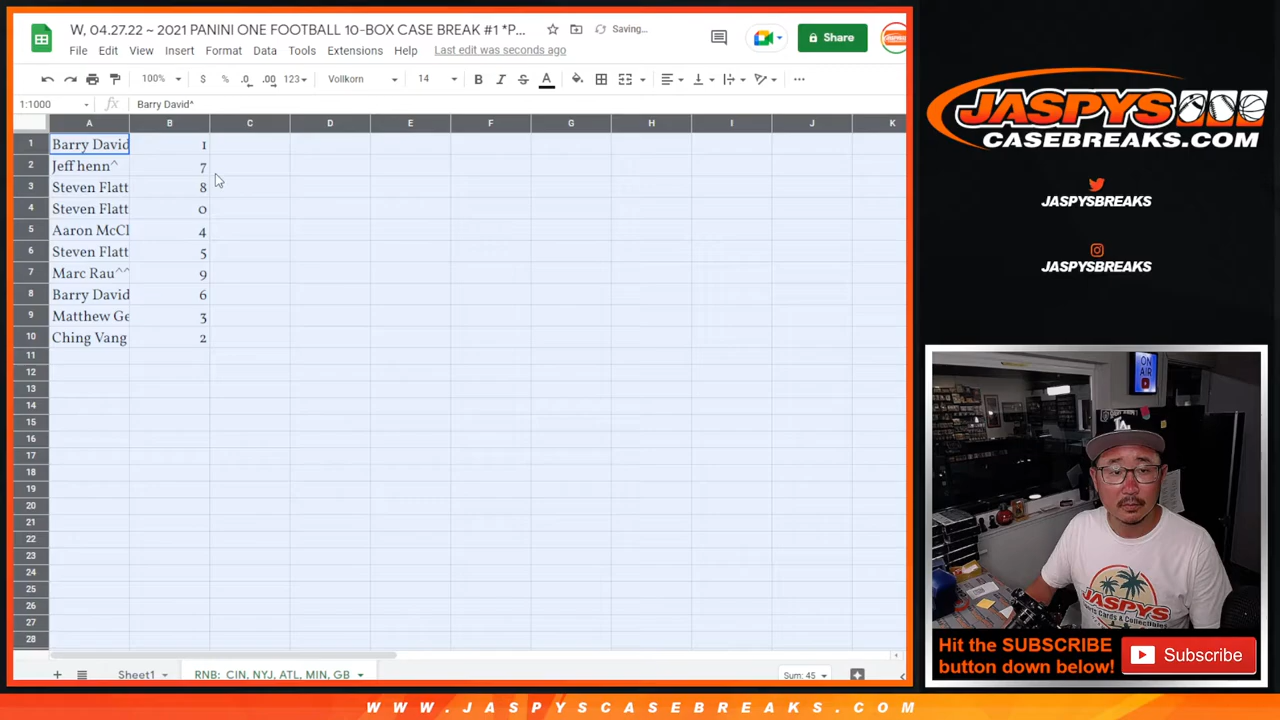 W, 04.27.22 ~ 2021 PANINI ONE FOOTBALL 10-BOX CASE BREAK #1 *P...
Saving...
File Edit View Insert Format Data Tools Extensions Help Last edit was seconds ago
Share
100% $ % .0 .00 123 Vollkorn 14 B I S A
1:1000 fx Barry David^
A B C D E F G H I J K
1 Barry David 1
2 Jeff henn^ 7
3 Steven Flatt 8
4 Steven Flatt 0
5 Aaron McCl 4
6 Steven Flatt 5
7 Marc Rau^^ 9
8 Barry David 6
9 Matthew Ge 3
10 Ching Vang 2
11
12
13
14
15
16
17
18
19
20
21
22
23
24
25
26
27
28
Sheet1 RNB: CIN, NYJ, ATL, MIN, GB Sum: 45
JASPYS
CASEBREAKS.COM
JASPYSBREAKS
JASPYSBREAKS
ON
AIR
LA
JASPYS
Hit the SUBSCRIBE
button down below!
Subscribe
WWW.JASPYSCASEBREAKS.COM